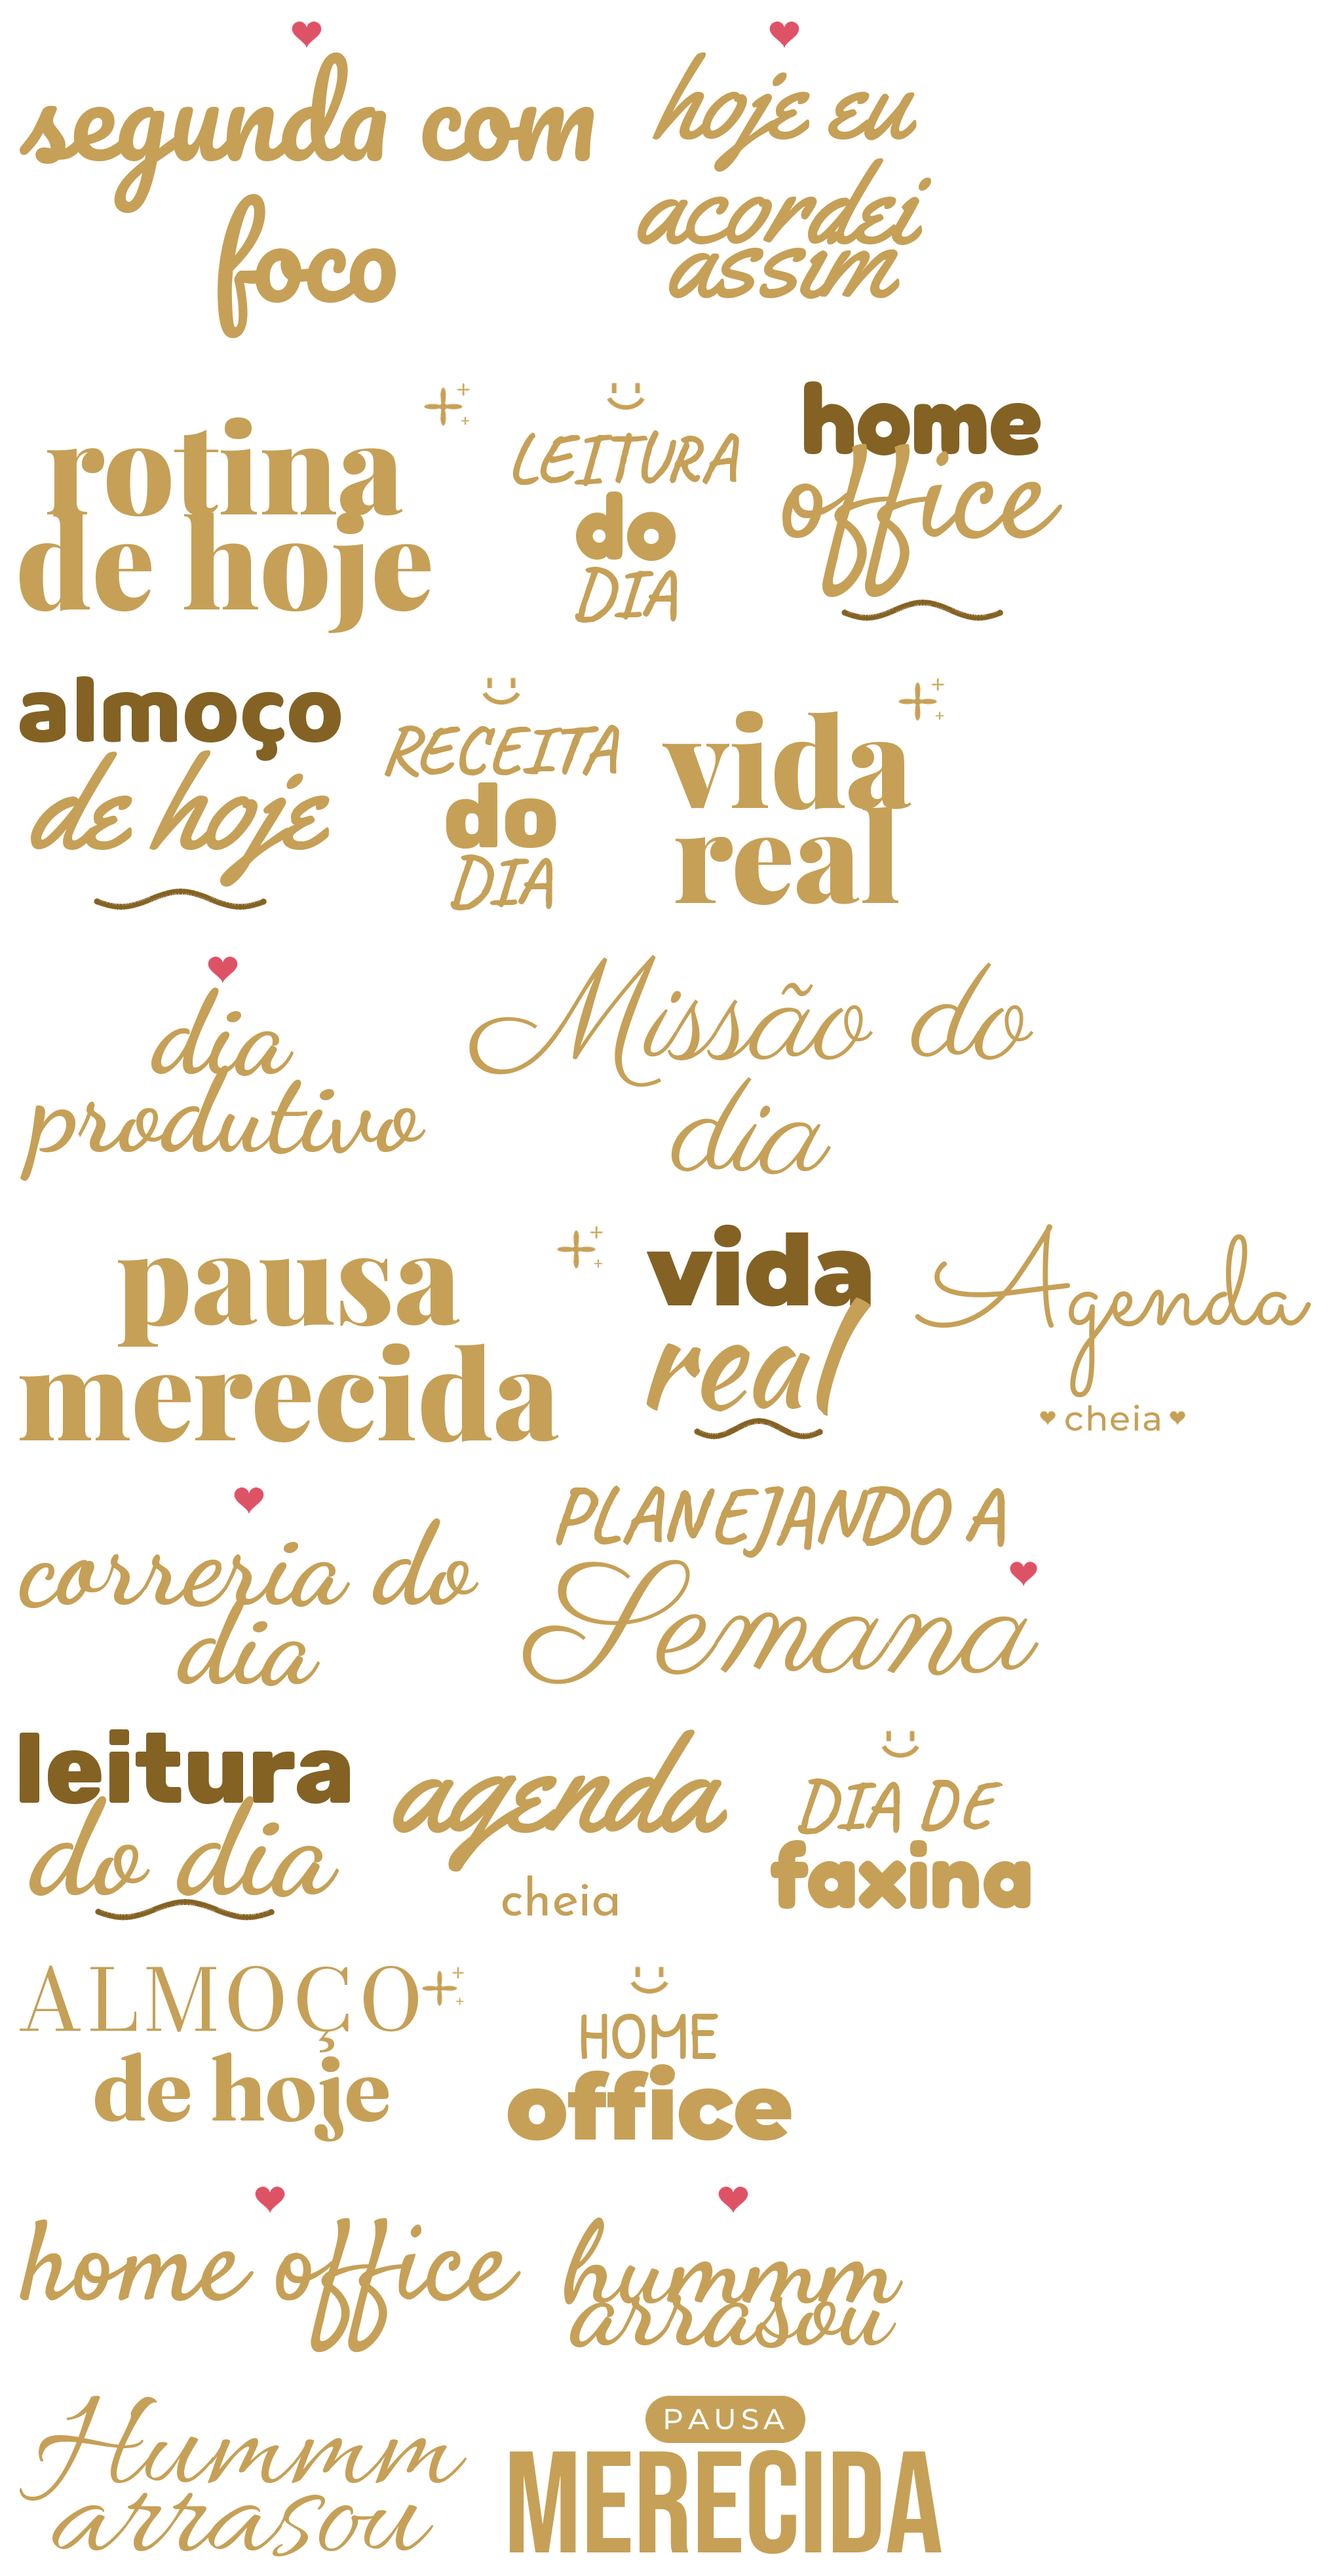 segunda com
foco
hoje eu
acordei
assim
rotina
de hoje
LEITURA
do
DIA
home
office
almoço
de hoje
RECEITA
do
DIA
vida
real
dia
produtivo
Missão do
dia
pausa
merecida
vida
real
Agenda
cheia
correria do
dia
PLANEJANDO A
Semana
leitura
do dia
agenda
cheia
DIA DE
faxina
ALMOÇO
de hoje
HOME
office
home office
hummm
arrasou
Hummm
arrasou
PAUSA
MERECIDA